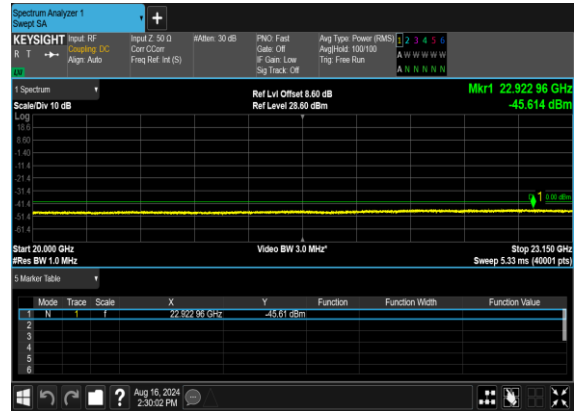 Spectrum Analyzer 1
Swept SA
+
KEYSIGHT
R T
LV
Input: RF
Coupling: DC
Align: Auto
Input Z: 50 Ω
Corr CCorr
Freq Ref: Int (S)
#Atten: 30 dB
PNO: Fast
Gate: Off
IF Gain: Low
Sig Track: Off
Avg Type: Power (RMS)
Avg|Hold: 100/100
Trig: Free Run
1 2 3 4 5 6
A W W W W W
A N N N N N
1 Spectrum
Scale/Div 10 dB
Ref Lvl Offset 8.60 dB
Ref Level 28.60 dBm
Mkr1 22.922 96 GHz
-45.614 dBm
Log
18.6
8.60
-1.40
-11.4
-21.4
-31.4
-41.4
-51.4
-61.4
1
0.00 dBm
Start 20.000 GHz
#Res BW 1.0 MHz
Video BW 3.0 MHz*
Stop 23.150 GHz
Sweep 5.33 ms (40001 pts)
5 Marker Table
Mode Trace Scale X Y Function Function Width Function Value
1 N 1 f 22.922 96 GHz -45.61 dBm
2
3
4
5
6
?
Aug 16, 2024
2:30:02 PM